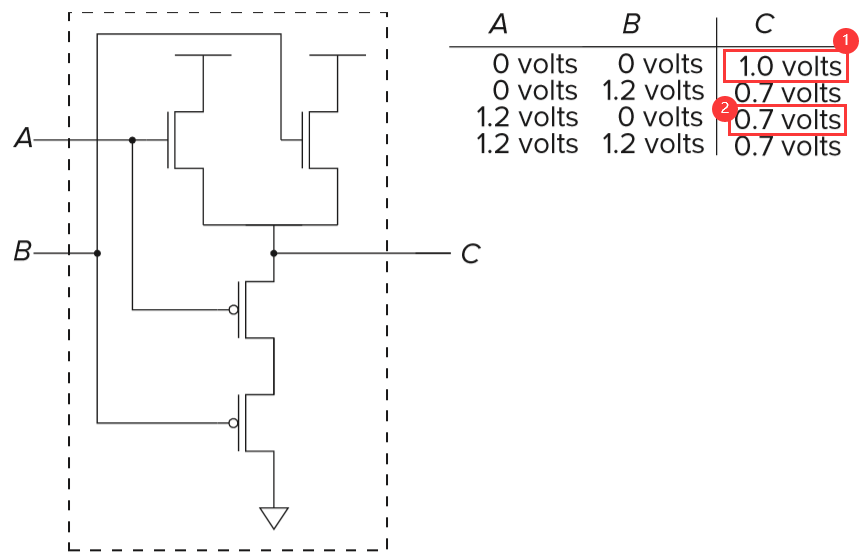 A B C
1
0 volts 0 volts 1.0 volts
0 volts 1.2 volts 0.7 volts
2
1.2 volts 0 volts 0.7 volts
1.2 volts 1.2 volts 0.7 volts
A
B
C